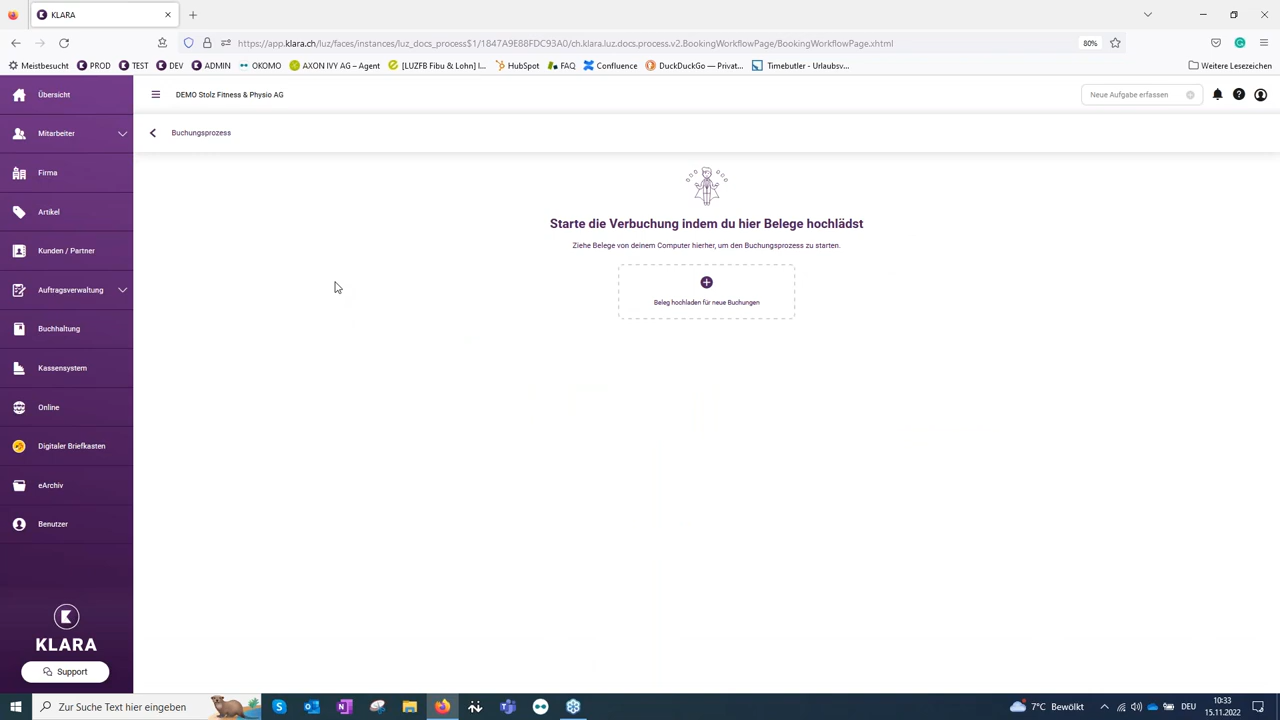 KLARA
https://app.klara.ch/luz/faces/instances/luz_docs_process$1/1847A9E88FDC93A0/ch.klara.luz.docs.process.v2.BookingWorkflowPage/BookingWorkflowPage.xhtml
80%
Meistbesucht
PROD
TEST
DEV
ADMIN
OKOMO
AXON IVY AG – Agent
[LUZFB Fibu & Lohn] I...
HubSpot
FAQ
Confluence
DuckDuckGo — Privat...
Timebutler - Urlaubsv...
Weitere Lesezeichen
Übersicht
DEMO Stolz Fitness & Physio AG
Neue Aufgabe erfassen
Mitarbeiter
Buchungsprozess
Firma
Artikel
Kunden / Partner
Auftragsverwaltung
Buchhaltung
Kassensystem
Online
Digitaler Briefkasten
eArchiv
Benutzer
Starte die Verbuchung indem du hier Belege hochlädst
Ziehe Belege von deinem Computer hierher, um den Buchungsprozess zu starten.
Beleg hochladen für neue Buchungen
KLARA
Support
Zur Suche Text hier eingeben
7°C Bewölkt
DEU
10:33
15.11.2022